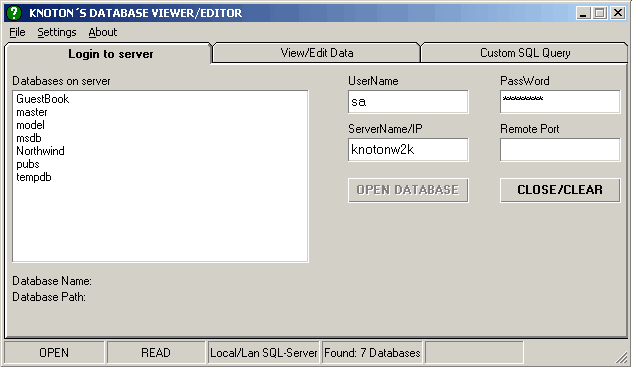 KNOTON´S DATABASE VIEWER/EDITOR
File Settings About
Login to server View/Edit Data Custom SQL Query
Databases on server
GuestBook
master
model
msdb
Northwind
pubs
tempdb
UserName PassWord
sa *********
ServerName/IP Remote Port
knotonw2k
OPEN DATABASE CLOSE/CLEAR
Database Name:
Database Path:
OPEN READ Local/Lan SQL-Server Found: 7 Databases